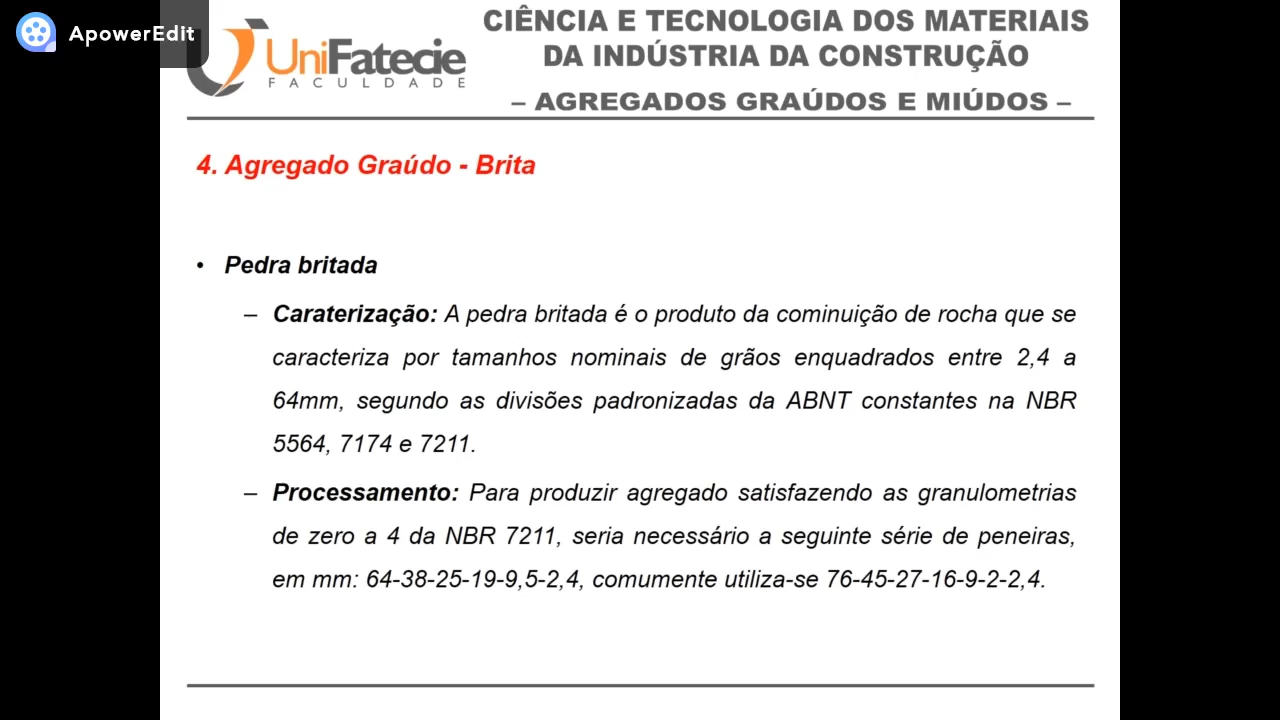 ApowerEdit
UniFatecie
FACULDADE
CIÊNCIA E TECNOLOGIA DOS MATERIAIS
DA INDÚSTRIA DA CONSTRUÇÃO
– AGREGADOS GRAÚDOS E MIÚDOS –
4. Agregado Graúdo - Brita
• Pedra britada
– Caraterização: A pedra britada é o produto da cominuição de rocha que se
caracteriza por tamanhos nominais de grãos enquadrados entre 2,4 a
64mm, segundo as divisões padronizadas da ABNT constantes na NBR
5564, 7174 e 7211.
– Processamento: Para produzir agregado satisfazendo as granulometrias
de zero a 4 da NBR 7211, seria necessário a seguinte série de peneiras,
em mm: 64-38-25-19-9,5-2,4, comumente utiliza-se 76-45-27-16-9-2-2,4.